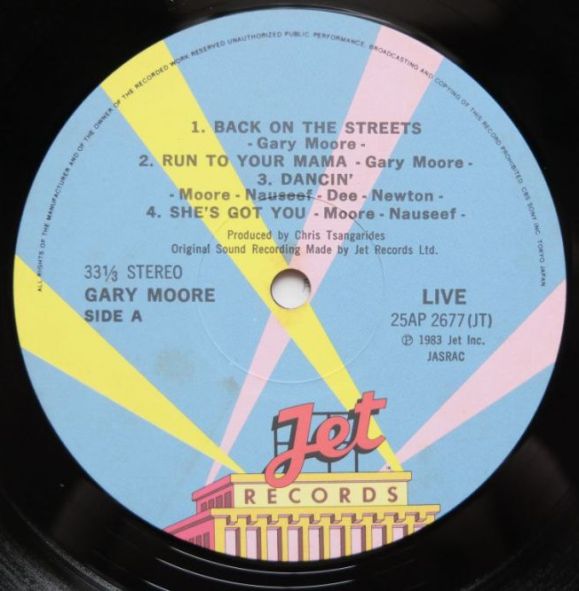 ALL RIGHTS OF THE MANUFACTURER AND OF THE OWNER OF THE RECORDED WORK RESERVED UNAUTHORIZED PUBLIC PERFORMANCE, BROADCASTING AND COPYING OF THIS RECORD PROHIBITED CBS SONY INC. TOKYO JAPAN
1. BACK ON THE STREETS
- Gary Moore -
2. RUN TO YOUR MAMA - Gary Moore -
3. DANCIN'
- Moore - Nauseef - Dee - Newton -
4. SHE'S GOT YOU - Moore - Nauseef -
Produced by Chris Tsangarides
Original Sound Recording Made by Jet Records Ltd.
33⅓ STEREO
GARY MOORE
SIDE A
LIVE
25AP 2677(JT)
℗ 1983 Jet Inc.
JASRAC
Jet
TM
RECORDS